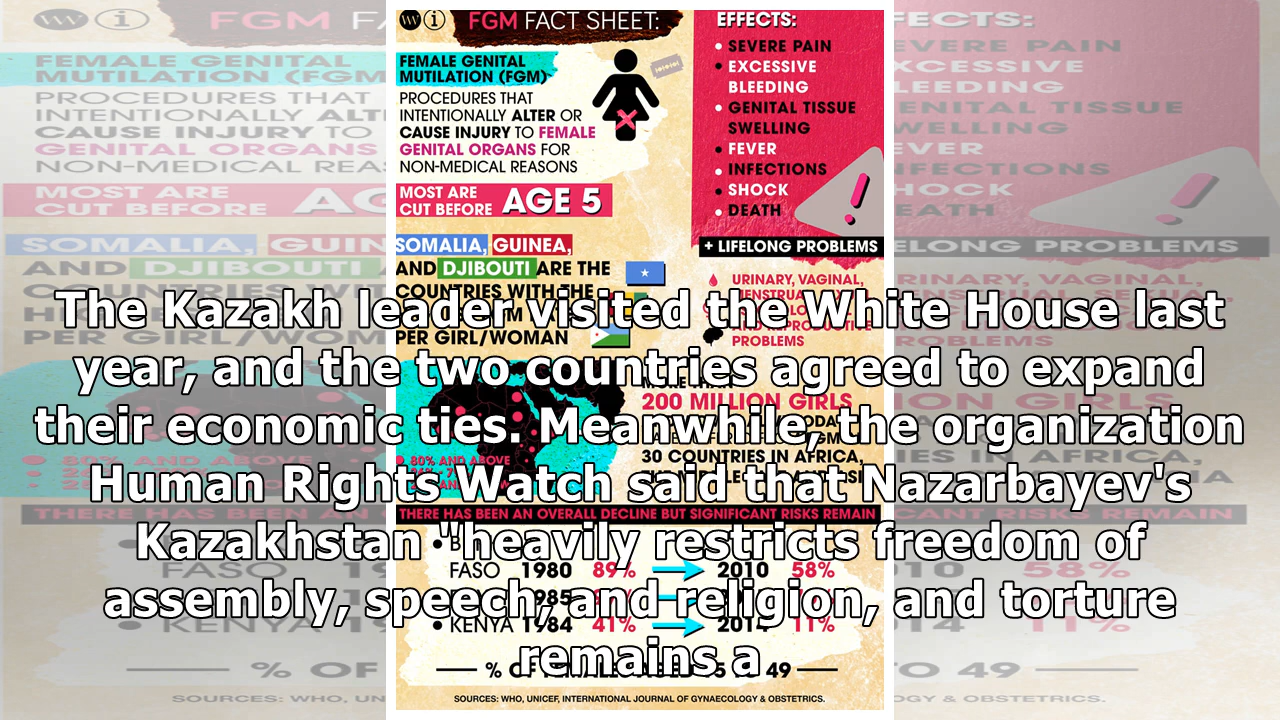 FGM FACT SHEET:
FEMALE GENITAL
MUTILATION (FGM)
PROCEDURES THAT
INTENTIONALLY ALTER OR
CAUSE INJURY TO FEMALE
GENITAL ORGANS FOR
NON-MEDICAL REASONS
MOST ARE
CUT BEFORE AGE 5
SOMALIA, GUINEA,
AND DJIBOUTI ARE THE
COUNTRIES WITH THE
PER GIRL/WOMAN
EFFECTS:
• SEVERE PAIN
• EXCESSIVE
BLEEDING
• GENITAL TISSUE
SWELLING
• FEVER
• INFECTIONS
• SHOCK
• DEATH
+ LIFELONG PROBLEMS
URINARY, VAGINAL,
PROBLEMS
200 MILLION GIRLS
30 COUNTRIES IN AFRICA,
80% AND ABOVE
THERE HAS BEEN AN OVERALL DECLINE BUT SIGNIFICANT RISKS REMAIN
FASO 1980 89% 2010 58%
• KENYA 1984 41% 2014 11%
SOURCES: WHO, UNICEF, INTERNATIONAL JOURNAL OF GYNAECOLOGY & OBSTETRICS.
The Kazakh leader visited the White House last
year, and the two countries agreed to expand
their economic ties. Meanwhile, the organization
Human Rights Watch said that Nazarbayev's
Kazakhstan "heavily restricts freedom of
assembly, speech, and religion, and torture
remains a